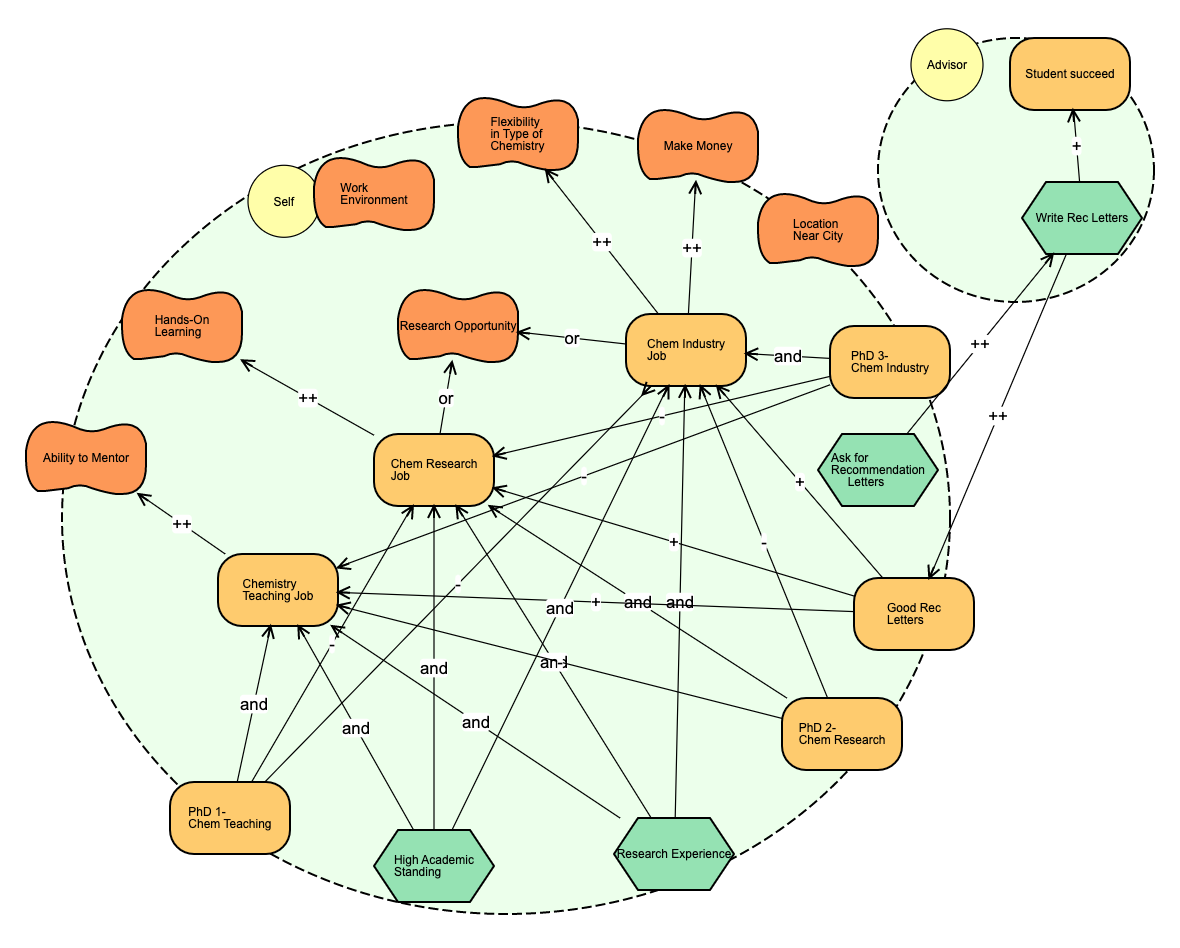 Advisor
Student succeed
Flexibility
in Type of
Chemistry
Make Money
+
Self
Work
Environment
Location
Near City
Write Rec Letters
++
++
Hands-On
Learning
Research Opportunity
or
Chem Industry
Job
and
PhD 3-
Chem Industry
++
++
or
-
++
Ability to Mentor
Chem Research
Job
Ask for
Recommendation
Letters
-
+
++
+
-
Chemistry
Teaching Job
-
+
and
and
and
Good Rec
Letters
-
and
and
-
and
and
and
PhD 2-
Chem Research
PhD 1-
Chem Teaching
High Academic
Standing
Research Experience